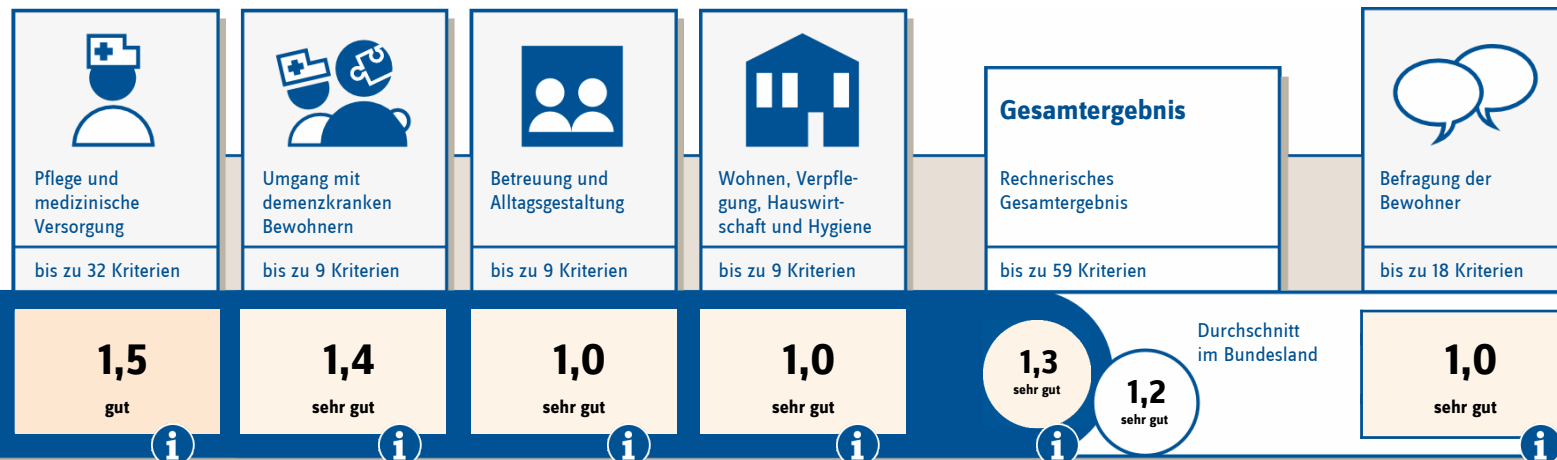 Pflege und
medizinische
Versorgung
bis zu 32 Kriterien
1,5
gut
Umgang mit
demenzkranken
Bewohnern
bis zu 9 Kriterien
1,4
sehr gut
Betreuung und
Alltagsgestaltung
bis zu 9 Kriterien
1,0
sehr gut
Wohnen, Verpfle-
gung, Hauswirt-
schaft und Hygiene
bis zu 9 Kriterien
1,0
sehr gut
Gesamtergebnis
Rechnerisches
Gesamtergebnis
bis zu 59 Kriterien
1,3
sehr gut
Durchschnitt
im Bundesland
1,2
sehr gut
Befragung der
Bewohner
bis zu 18 Kriterien
1,0
sehr gut